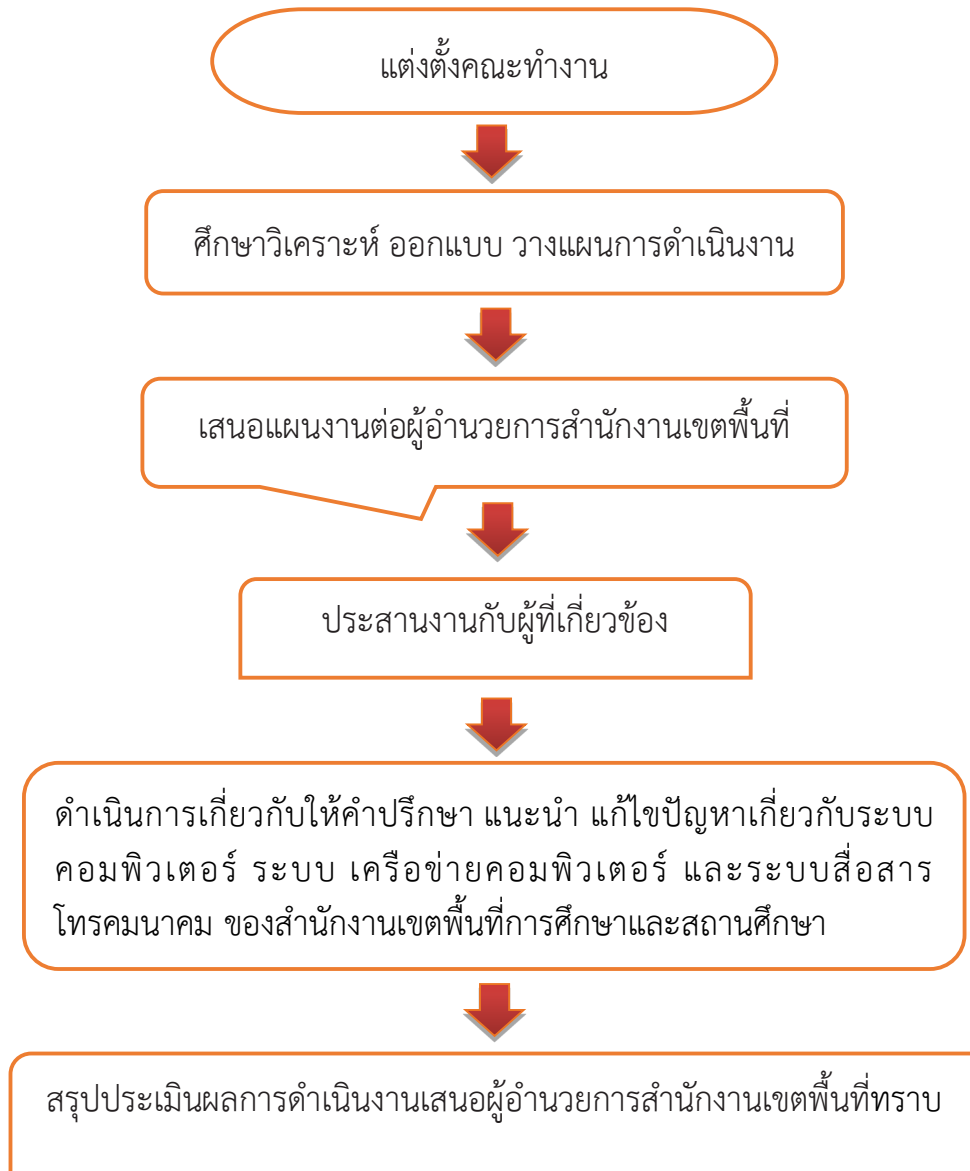 แต่งตั้งคณะทำงาน
ศึกษาวิเคราะห์ ออกแบบ วางแผนการดำเนินงาน
เสนอแผนงานต่อผู้อำนวยการสำนักงานเขตพื้นที่
ประสานงานกับผู้ที่เกี่ยวข้อง
ดำเนินการเกี่ยวกับให้คำปรึกษา แนะนำ แก้ไขปัญหาเกี่ยวกับระบบ
คอมพิวเตอร์ ระบบ เครือข่ายคอมพิวเตอร์ และระบบสื่อสาร
โทรคมนาคม ของสำนักงานเขตพื้นที่การศึกษาและสถานศึกษา
สรุปประเมินผลการดำเนินงานเสนอผู้อำนวยการสำนักงานเขตพื้นที่ทราบ